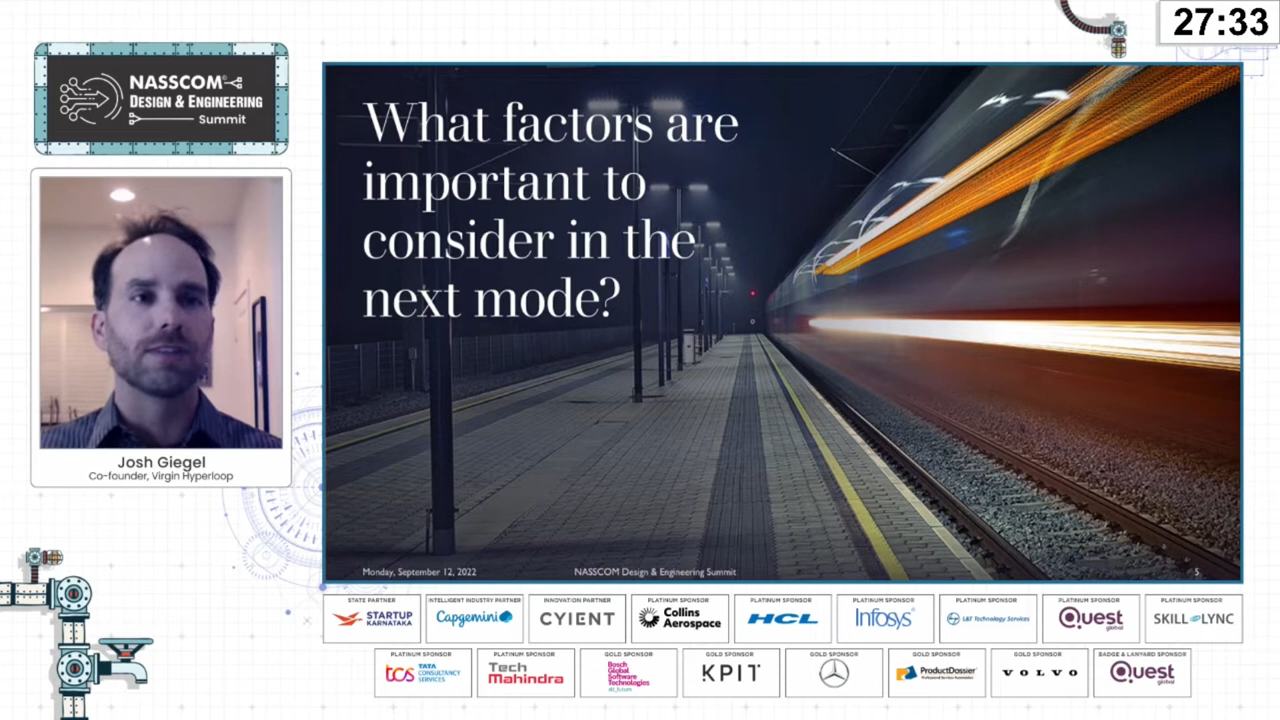 27:33
NASSCOM®
DESIGN & ENGINEERING
Summit
What factors are
important to
consider in the
next mode?
Josh Giegel
Co-founder, Virgin Hyperloop
Monday, September 12, 2022
NASSCOM Design & Engineering Summit
5
STATE PARTNER
STARTUP
KARNATAKA
INTELLIGENT INDUSTRY PARTNER
Capgemini
INNOVATION PARTNER
CYIENT
PLATINUM SPONSOR
Collins
Aerospace
PLATINUM SPONSOR
HCL
PLATINUM SPONSOR
Infosys®
PLATINUM SPONSOR
L&T Technology Services
PLATINUM SPONSOR
Quest
global
PLATINUM SPONSOR
SKILL LYNC
PLATINUM SPONSOR
tcs TATA
CONSULTANCY
SERVICES
PLATINUM SPONSOR
Tech
Mahindra
GOLD SPONSOR
Bosch
Global
Software
Technologies
GOLD SPONSOR
KPIT
GOLD SPONSOR
GOLD SPONSOR
ProductDossier
GOLD SPONSOR
VOLVO
BADGE & LANYARD SPONSOR
Quest
global